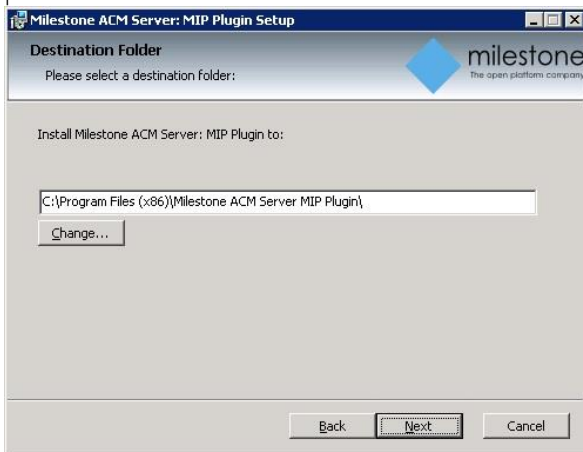 Milestone ACM Server: MIP Plugin Setup
Destination Folder
Please select a destination folder:
milestone
The open platform company
Install Milestone ACM Server: MIP Plugin to:
C:\Program Files (x86)\Milestone ACM Server MIP Plugin\
Change...
Back Next Cancel